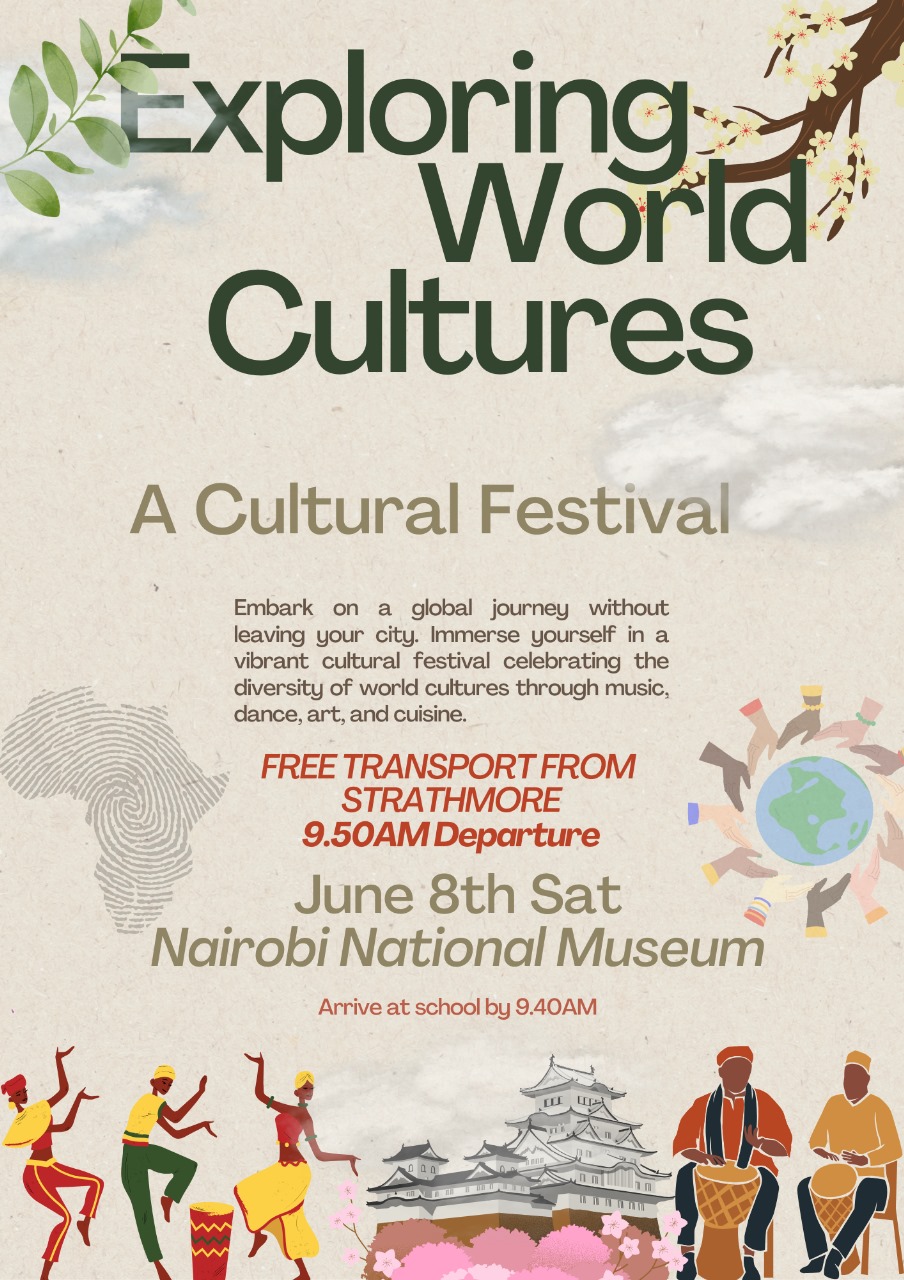 Exploring
World
Cultures
A Cultural Festival
Embark on a global journey without
leaving your city. Immerse yourself in a
vibrant cultural festival celebrating the
diversity of world cultures through music,
dance, art, and cuisine.
FREE TRANSPORT FROM
STRATHMORE
9.50AM Departure
June 8th Sat
Nairobi National Museum
Arrive at school by 9.40AM